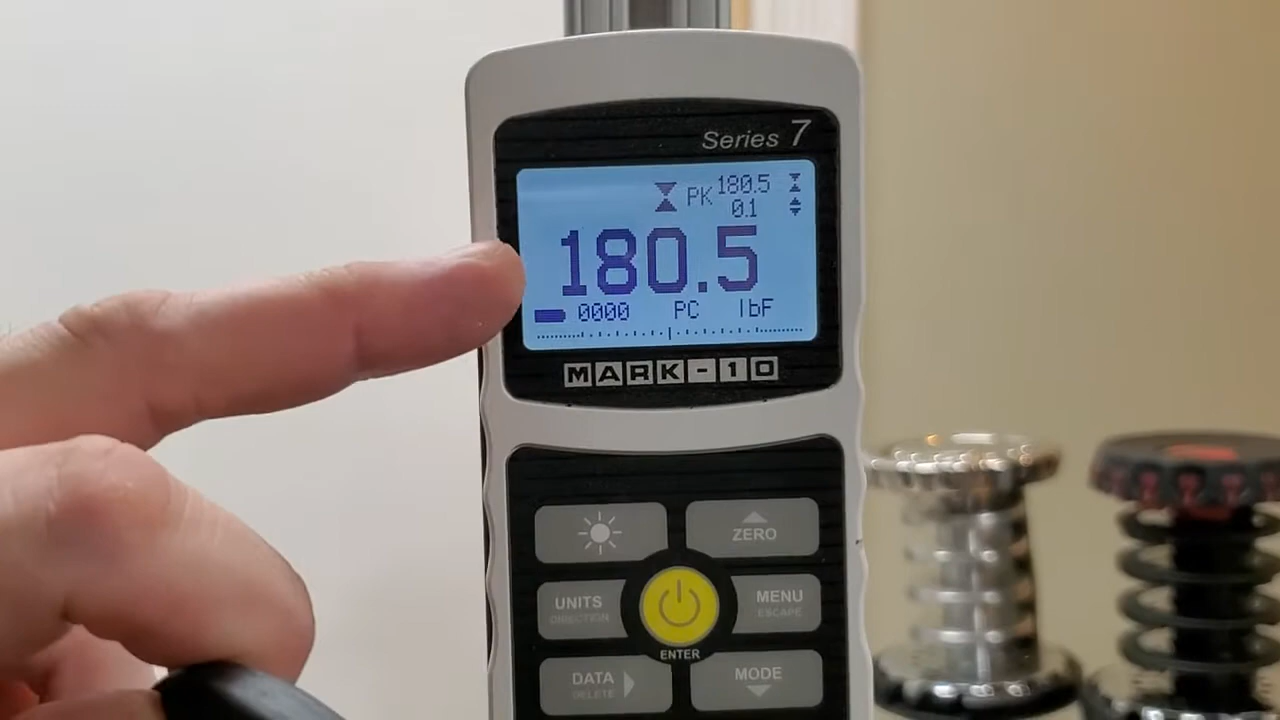 Series 7
PK 180.5
0.1
180.5
0000 PC lbF
MARK-10
ZERO
UNITS
DIRECTION
MENU
ESCAPE
ENTER
DATA
DELETE
MODE